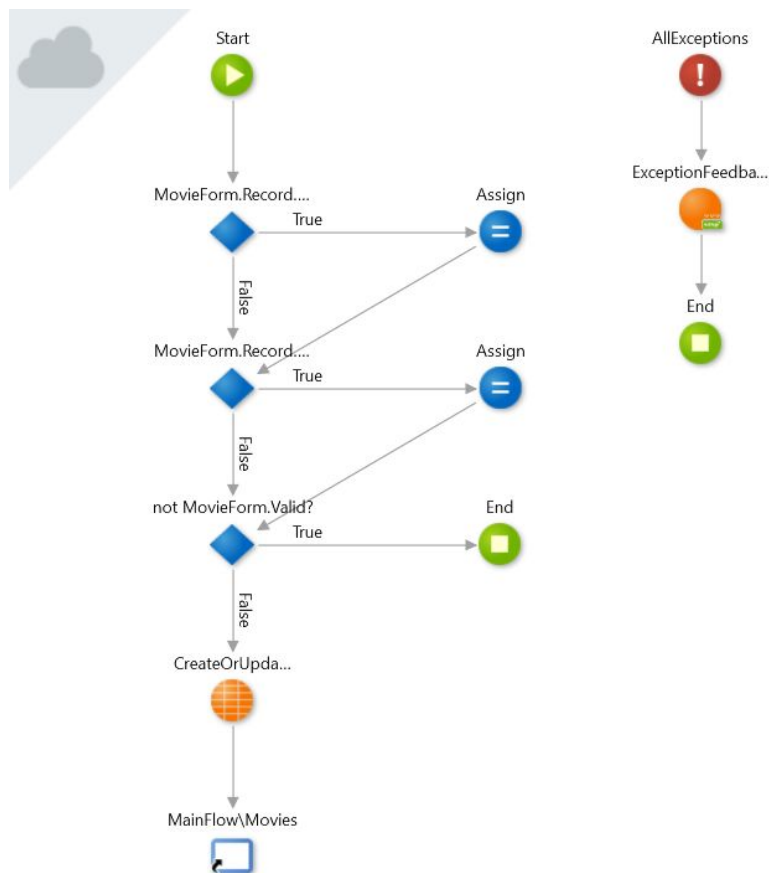 Start
AllExceptions
MovieForm.Record....
Assign
True
ExceptionFeedba...
False
End
MovieForm.Record....
Assign
True
False
not MovieForm.Valid?
End
True
False
CreateOrUpda...
MainFlow\Movies